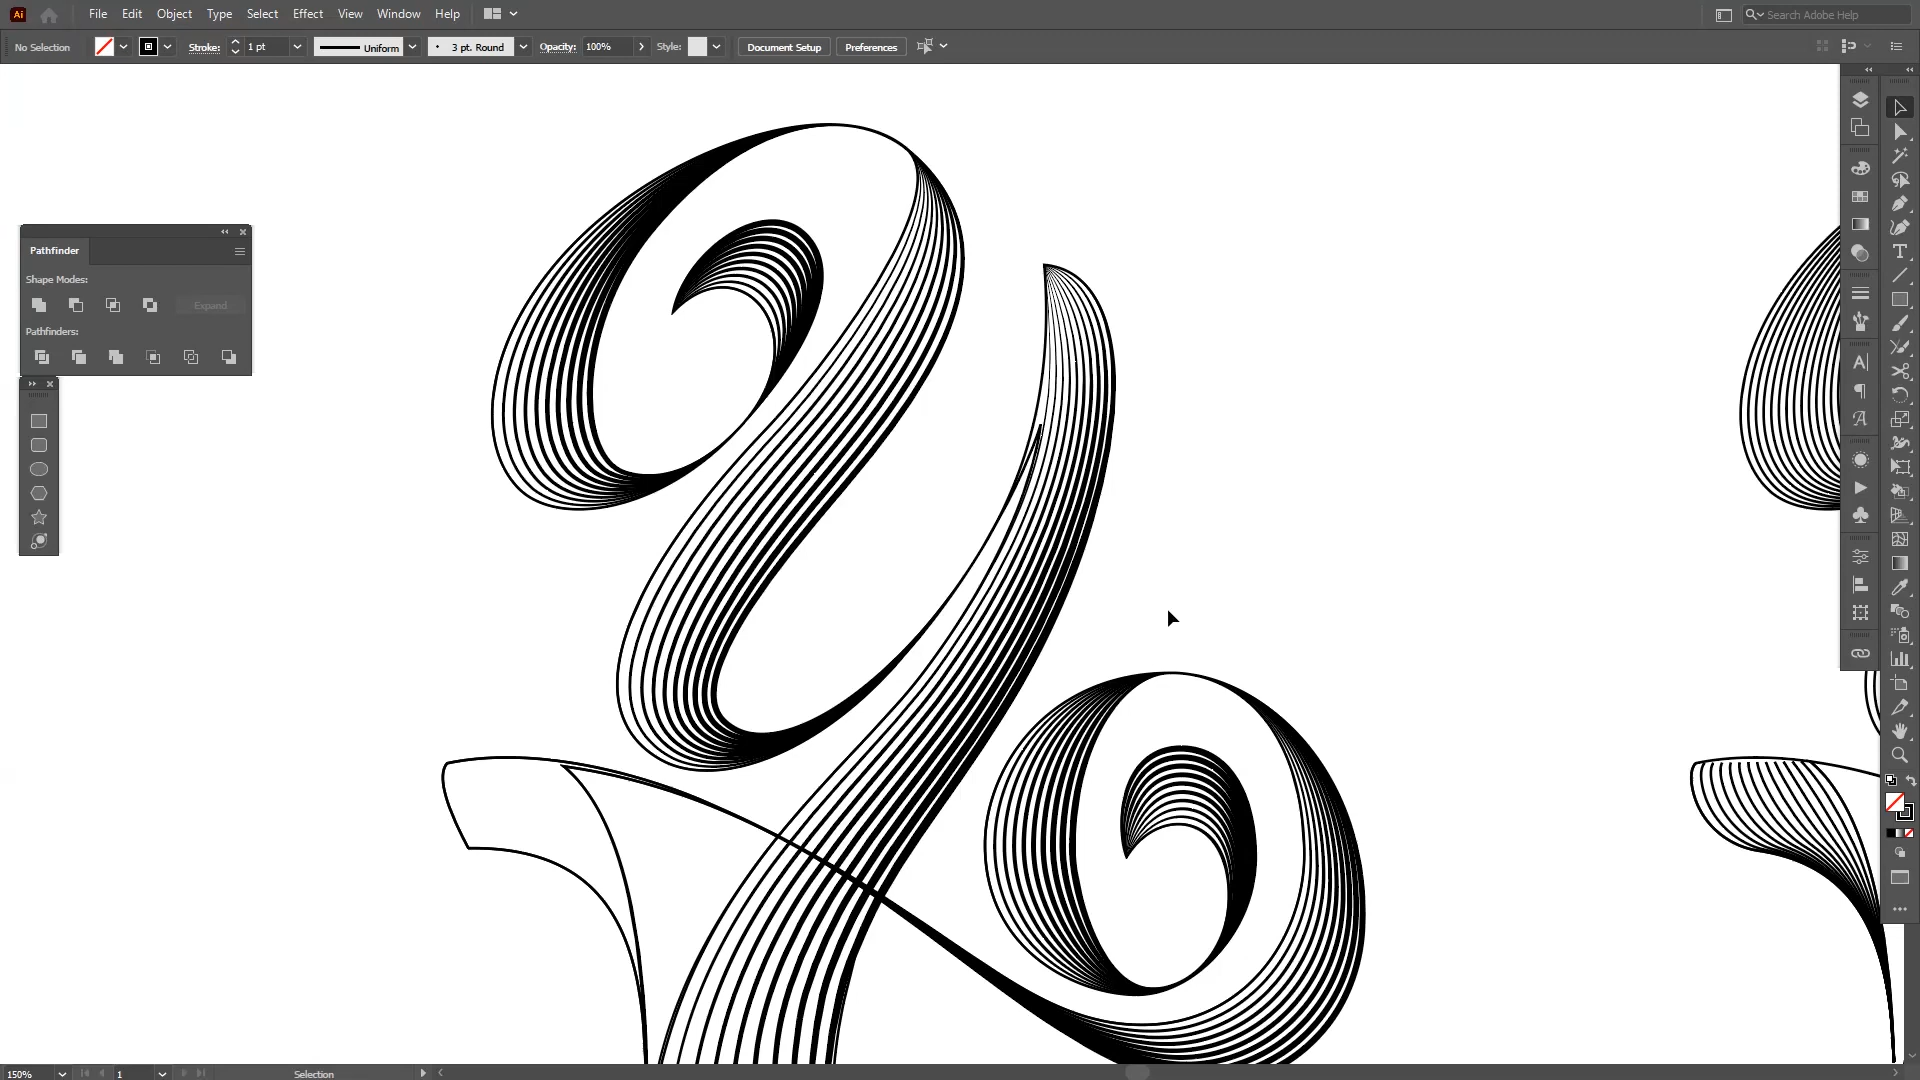 Ai File Edit Object Type Select Effect View Window Help Search Adobe Help
No Selection Stroke: 1 pt Uniform 3 pt. Round Opacity: 100% Style: Document Setup Preferences
Pathfinder
Shape Modes:
Expand
Pathfinders:
150% 1 Selection